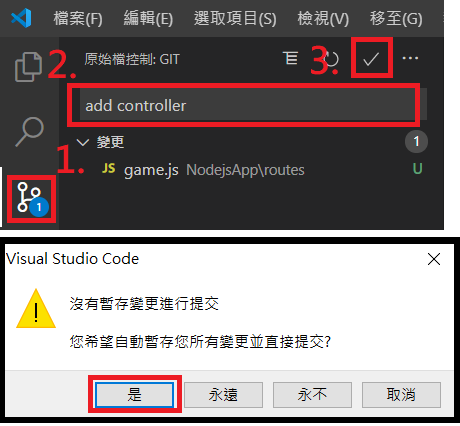 檔案(F) 編輯(E) 選取項目(S) 檢視(V) 移至(G)
2. 原始檔控制: GIT 3.
add controller
變更 1
1. JS game.js NodejsApp\routes U
1
Visual Studio Code
沒有暫存變更進行提交
您希望自動暫存您所有變更並直接提交?
是 永遠 永不 取消